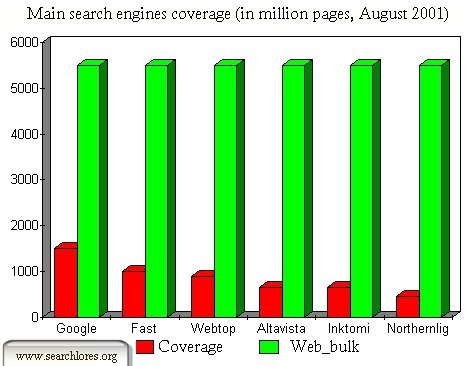 Main search engines coverage (in million pages, August 2001)
6000
5000
4000
3000
2000
1000
0
Google Fast Webtop Altavista Inktomi Northernlig
www.searchlores.org
Coverage Web_bulk